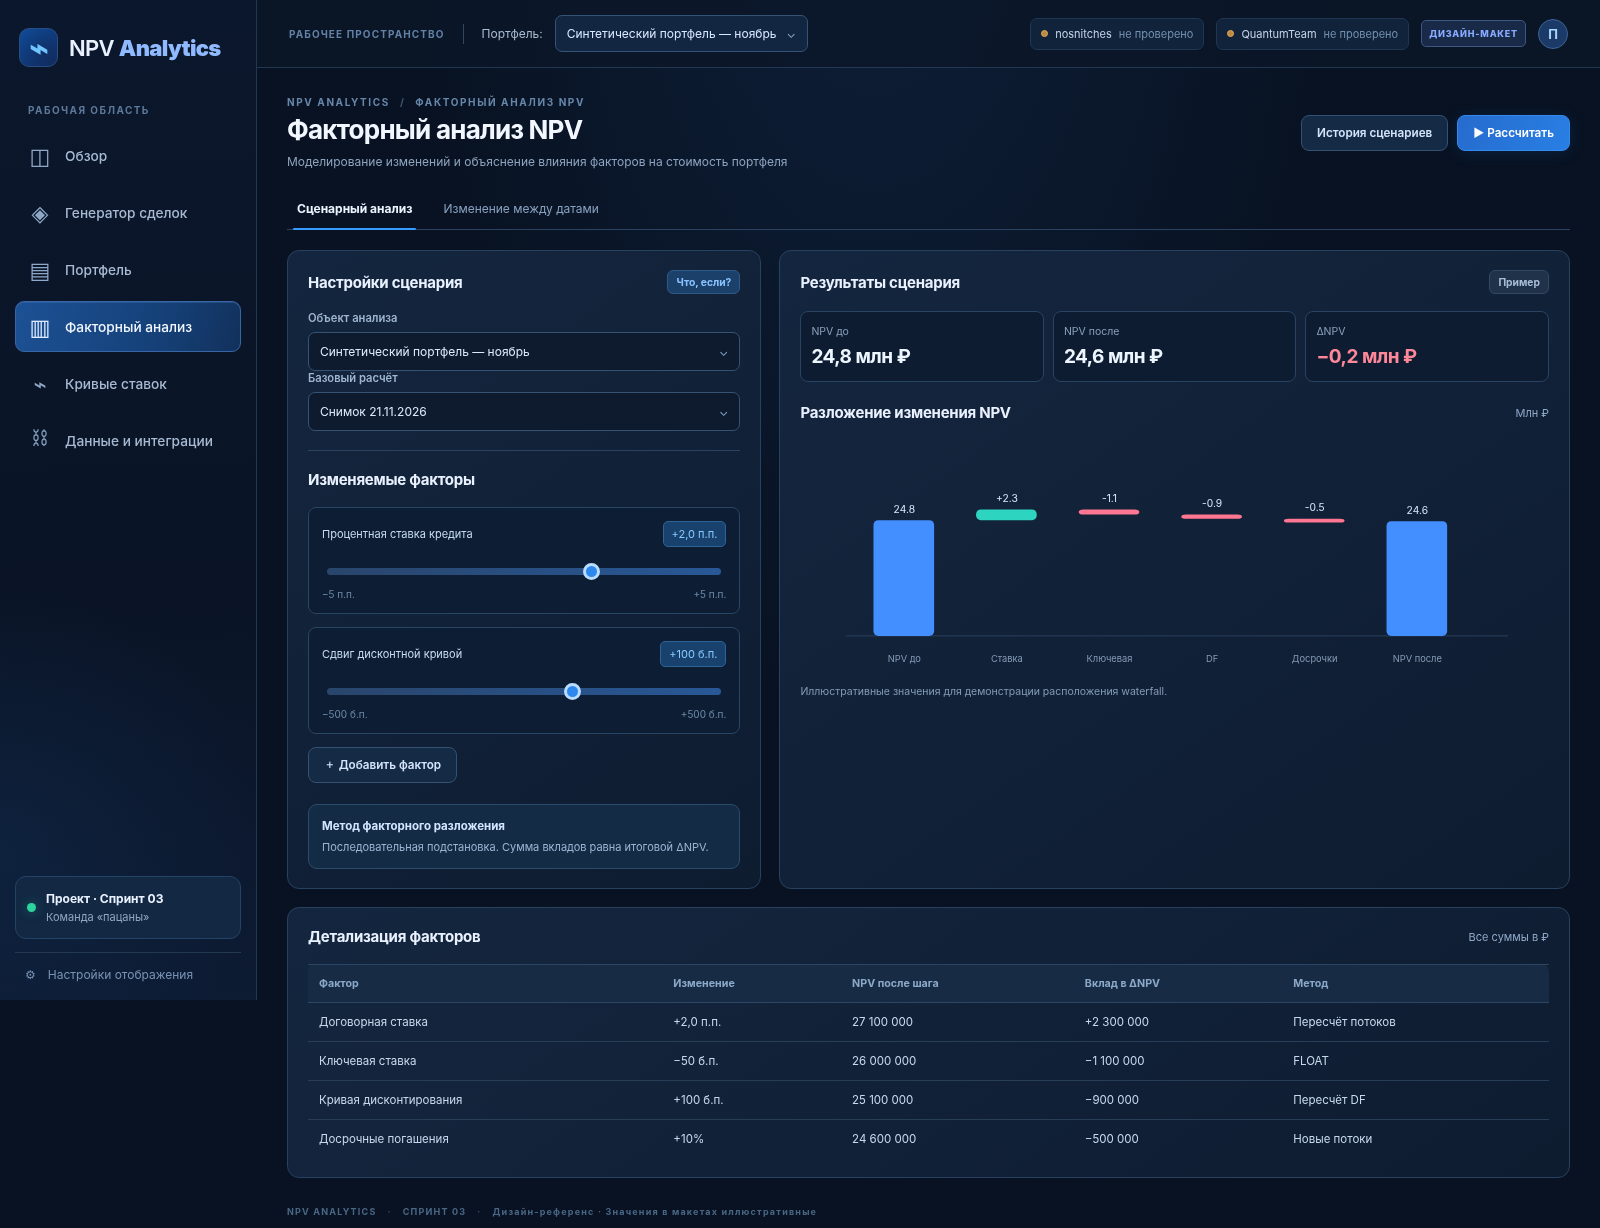 NPV Analytics
РАБОЧАЯ ОБЛАСТЬ
Обзор
Генератор сделок
Портфель
Факторный анализ
Кривые ставок
Данные и интеграции
Проект · Спринт 03
Команда «пацаны»
Настройки отображения
РАБОЧЕЕ ПРОСТРАНСТВО
Портфель:
Синтетический портфель — ноябрь
nosnitches не проверено
QuantumTeam не проверено
ДИЗАЙН-МАКЕТ
П
NPV ANALYTICS / ФАКТОРНЫЙ АНАЛИЗ NPV
Факторный анализ NPV
Моделирование изменений и объяснение влияния факторов на стоимость портфеля
История сценариев
▶ Рассчитать
Сценарный анализ
Изменение между датами
Настройки сценария
Что, если?
Объект анализа
Синтетический портфель — ноябрь
Базовый расчёт
Снимок 21.11.2026
Изменяемые факторы
Процентная ставка кредита
+2,0 п.п.
−5 п.п.
+5 п.п.
Сдвиг дисконтной кривой
+100 б.п.
−500 б.п.
+500 б.п.
+ Добавить фактор
Метод факторного разложения
Последовательная подстановка. Сумма вкладов равна итоговой ΔNPV.
Результаты сценария
Пример
NPV до
24,8 млн ₽
NPV после
24,6 млн ₽
ΔNPV
−0,2 млн ₽
Разложение изменения NPV
Млн ₽
24.8
+2.3
-1.1
-0.9
-0.5
24.6
NPV до
Ставка
Ключевая
DF
Досрочки
NPV после
Иллюстративные значения для демонстрации расположения waterfall.
Детализация факторов
Все суммы в ₽
Фактор Изменение NPV после шага Вклад в ΔNPV Метод
Договорная ставка +2,0 п.п. 27 100 000 +2 300 000 Пересчёт потоков
Ключевая ставка −50 б.п. 26 000 000 −1 100 000 FLOAT
Кривая дисконтирования +100 б.п. 25 100 000 −900 000 Пересчёт DF
Досрочные погашения +10% 24 600 000 −500 000 Новые потоки
NPV ANALYTICS · СПРИНТ 03 · Дизайн-референс · Значения в макетах иллюстративные